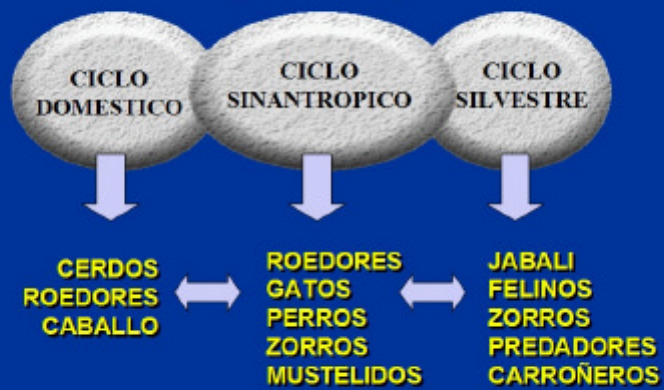 CICLO
DOMESTICO
CICLO
SINANTROPICO
CICLO
SILVESTRE
CERDOS
ROEDORES
CABALLO
ROEDORES
GATOS
PERROS
ZORROS
MUSTELIDOS
JABALI
FELINOS
ZORROS
PREDADORES
CARROÑEROS